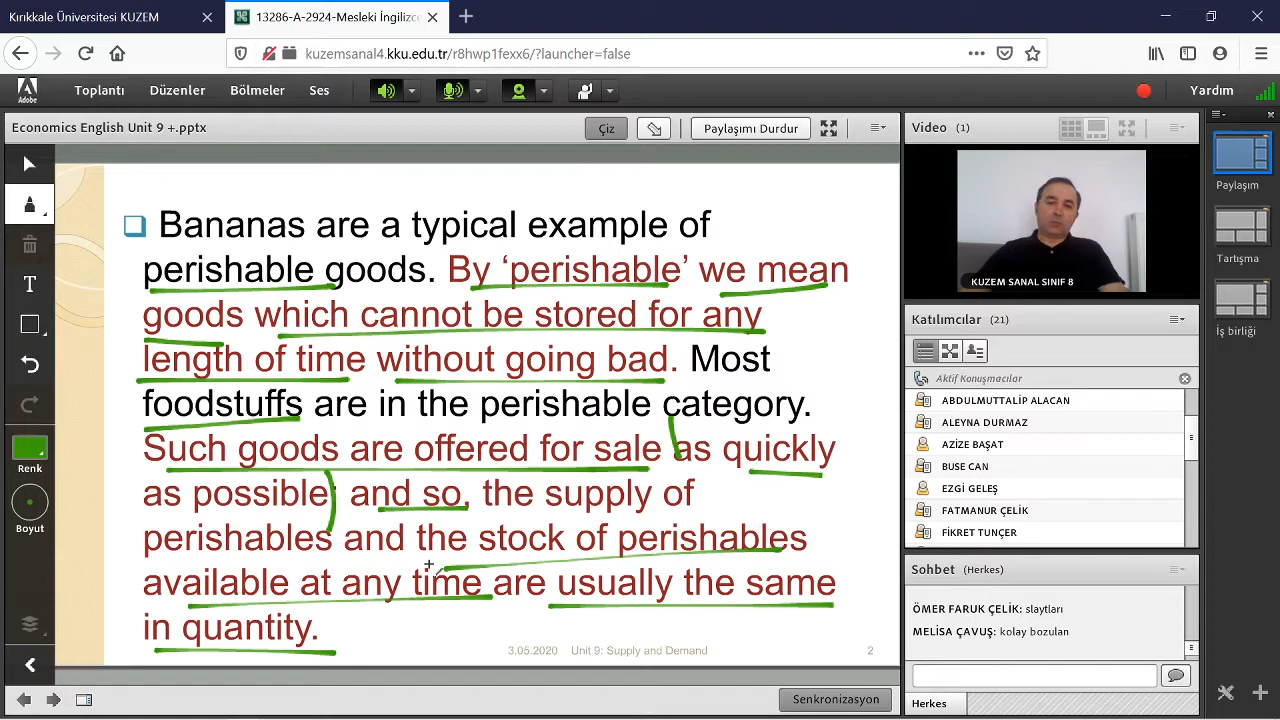 Kırıkkale Üniversitesi KUZEM
13286-A-2924-Mesleki İngilizce
kuzemsanal4.kku.edu.tr/r8hwp1fexx6/?launcher=false
Adobe
Toplantı
Düzenler
Bölmeler
Ses
Yardım
Economics English Unit 9 +.pptx
Çiz
Paylaşımı Durdur
Renk
Boyut
Bananas are a typical example of
perishable goods. By ‘perishable’ we mean
goods which cannot be stored for any
length of time without going bad. Most
foodstuffs are in the perishable category.
Such goods are offered for sale as quickly
as possible; and so, the supply of
perishables and the stock of perishables
available at any time are usually the same
in quantity.
3.05.2020
Unit 9: Supply and Demand
2
Senkronizasyon
Video (1)
KUZEM SANAL SINIF 8
Katılımcılar (21)
Aktif Konuşmacılar
ABDULMUTTALİP ALACAN
ALEYNA DURMAZ
AZİZE BAŞAT
BUSE CAN
EZGİ GELEŞ
FATMANUR ÇELİK
FİKRET TUNÇER
Sohbet (Herkes)
ÖMER FARUK ÇELİK: slaytları
MELİSA ÇAVUŞ: kolay bozulan
Herkes
Paylaşım
Tartışma
İş birliği